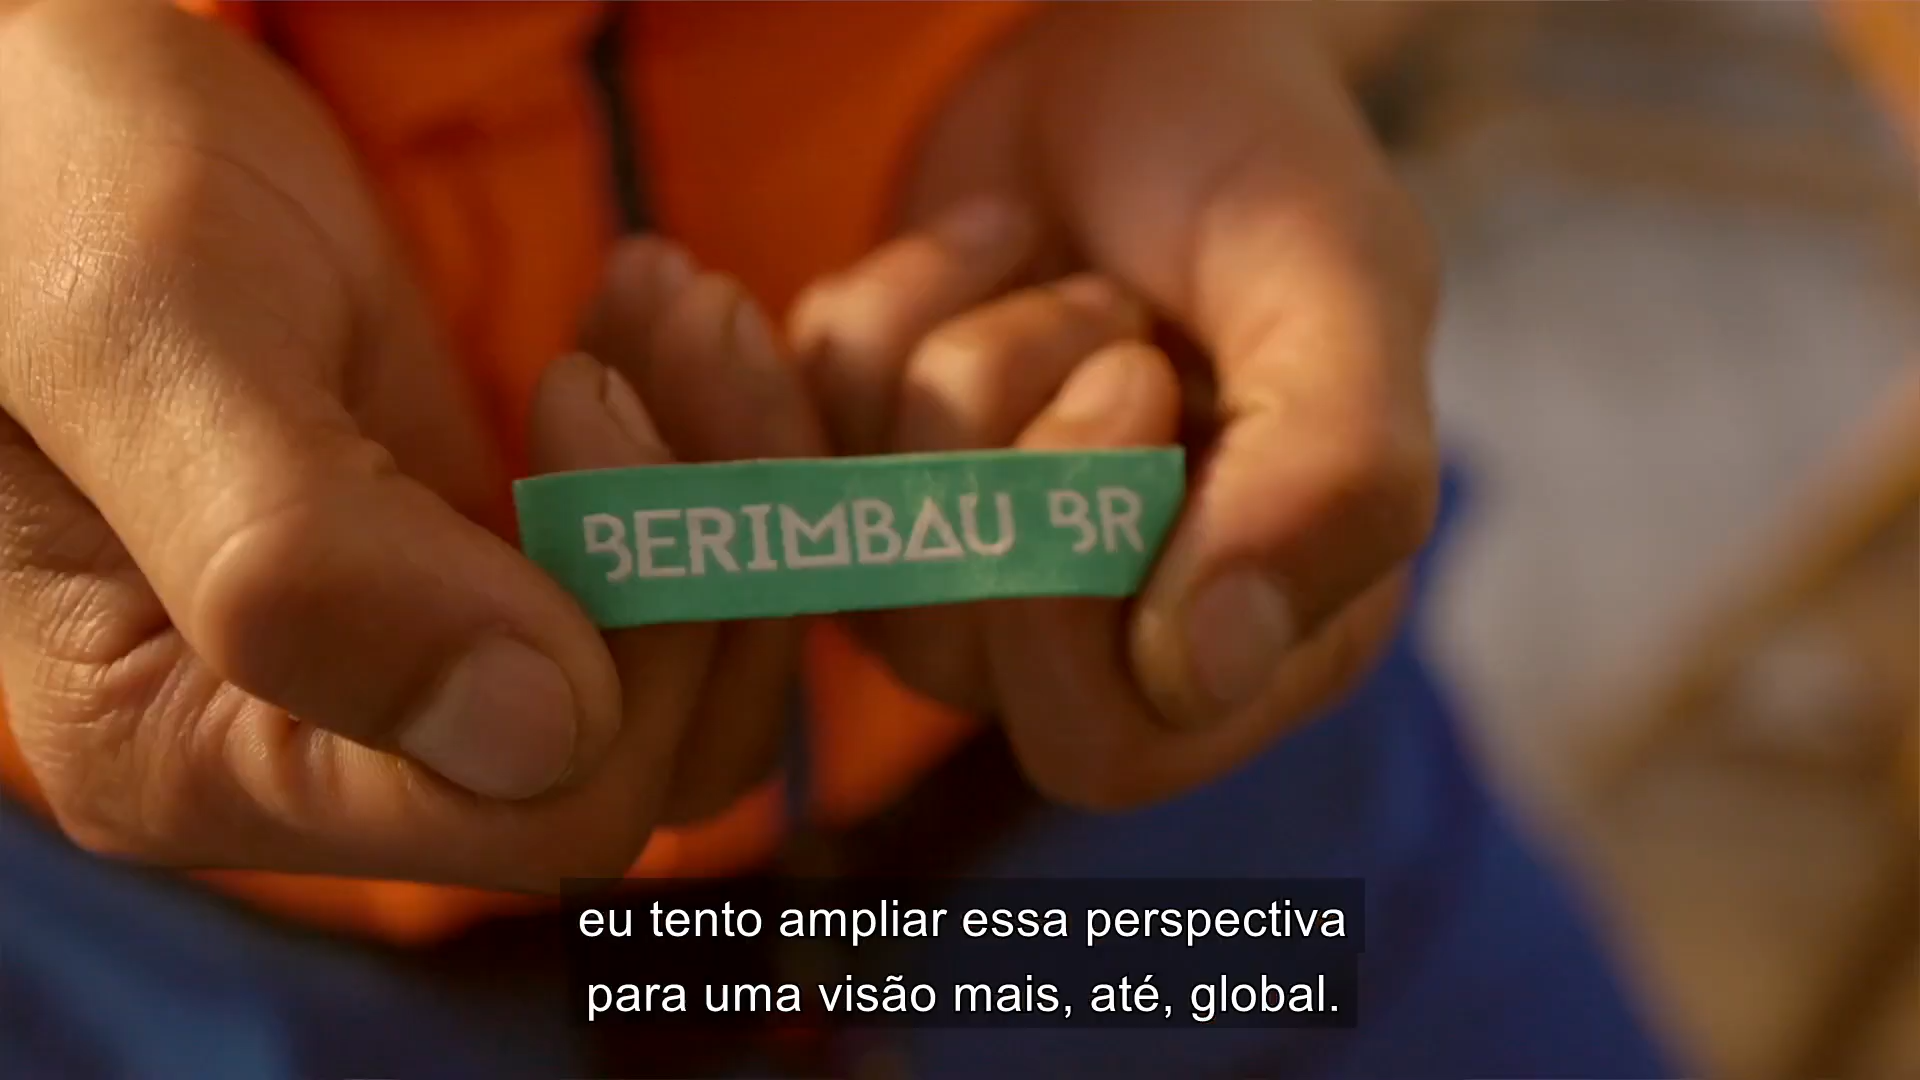 BERIMBAU BR
eu tento ampliar essa perspectiva
para uma visão mais, até, global.